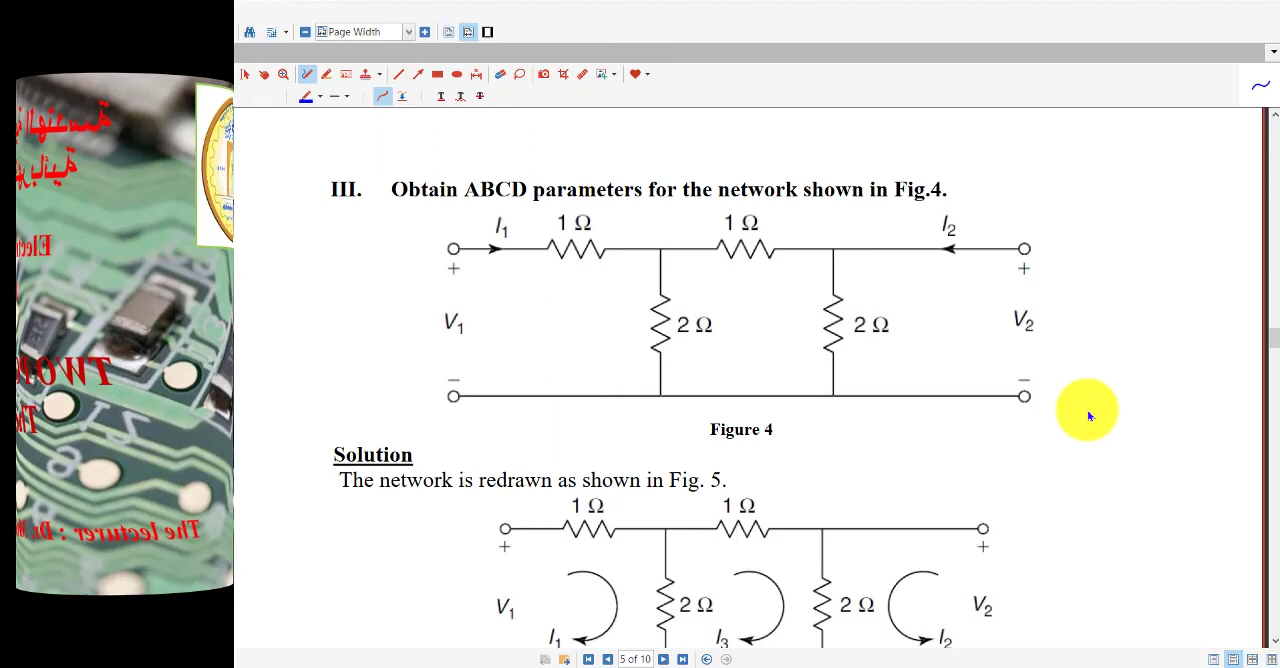 Page Width
III. Obtain ABCD parameters for the network shown in Fig.4.
I1 1 Ω 1 Ω I2
+ +
V1 2 Ω 2 Ω V2
− −
Figure 4
Solution
The network is redrawn as shown in Fig. 5.
1 Ω 1 Ω
+ +
V1 2 Ω 2 Ω V2
I1 I3 I2
5 of 10
The lecturer : Dr.